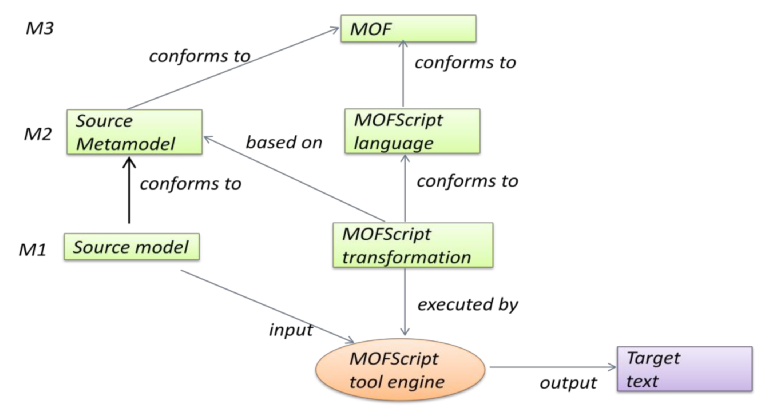 M3
MOF
conforms to
conforms to
M2
Source
Metamodel
based on
MOFScript
language
conforms to
conforms to
M1
Source model
MOFScript
transformation
executed by
input
MOFScript
tool engine
output
Target
text